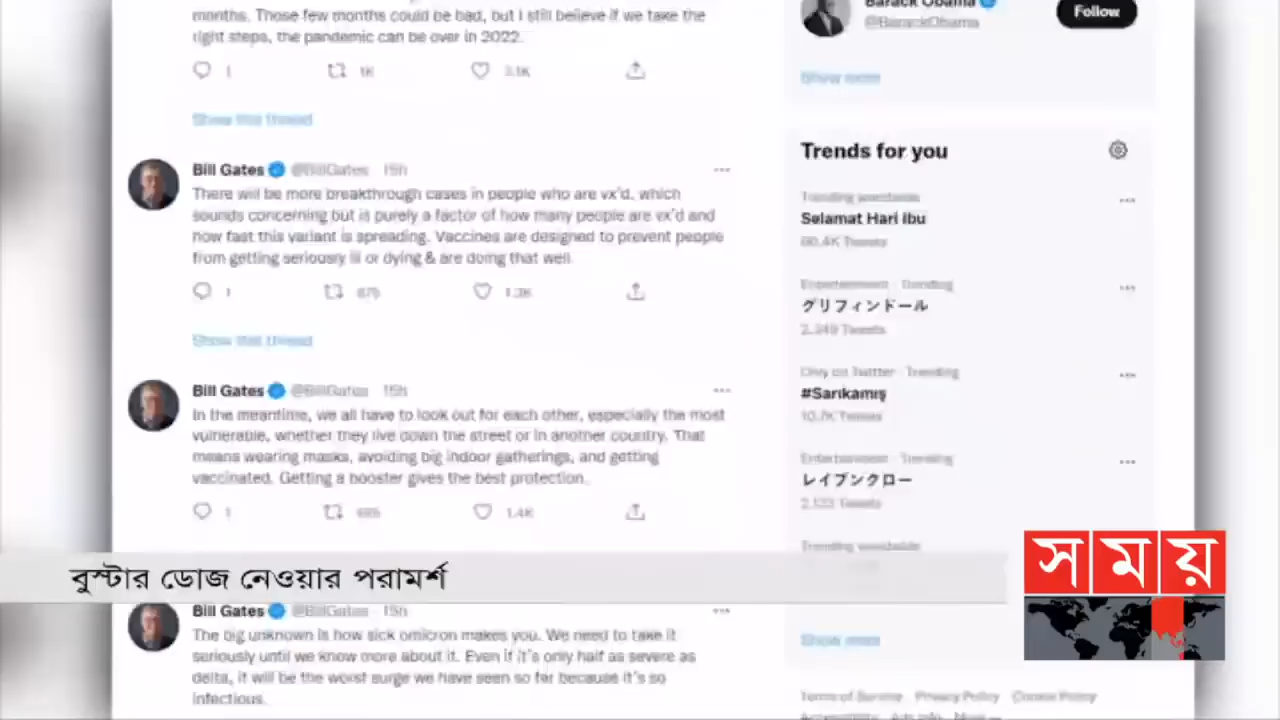 months. Those few months could be bad, but I still believe if we take the
right steps, the pandemic can be over in 2022.
1 1K 3.1K
Show this thread
Bill Gates @BillGates 15h
There will be more breakthrough cases in people who are vx'd, which
sounds concerning but is purely a factor of how many people are vx'd and
how fast this variant is spreading. Vaccines are designed to prevent people
from getting seriously ill or dying & are doing that well.
1 1.3K
Show this thread
Bill Gates @BillGates 15h
In the meantime, we all have to look out for each other, especially the most
vulnerable, whether they live down the street or in another country. That
means wearing masks, avoiding big indoor gatherings, and getting
vaccinated. Getting a booster gives the best protection.
1 1.4K
বুস্টার ডোজ নেওয়ার পরামর্শ
Bill Gates @BillGates 15h
The big unknown is how sick omicron makes you. We need to take it
seriously until we know more about it. Even if it's only half as severe as
delta, it will be the worst surge we have seen so far because it's so
infectious.
Barack Obama
@BarackObama
Follow
Show more
Trends for you
Trending worldwide
Selamat Hari Ibu
Tweets
Entertainment Trending
グリフィンドール
Tweets
Only on Twitter Trending
#Sarıkamış
10.7K Tweets
Entertainment Trending
レイブンクロー
Tweets
Trending worldwide
Show more
Terms of Service Privacy Policy Cookie Policy
Accessibility Ads info More
সময়